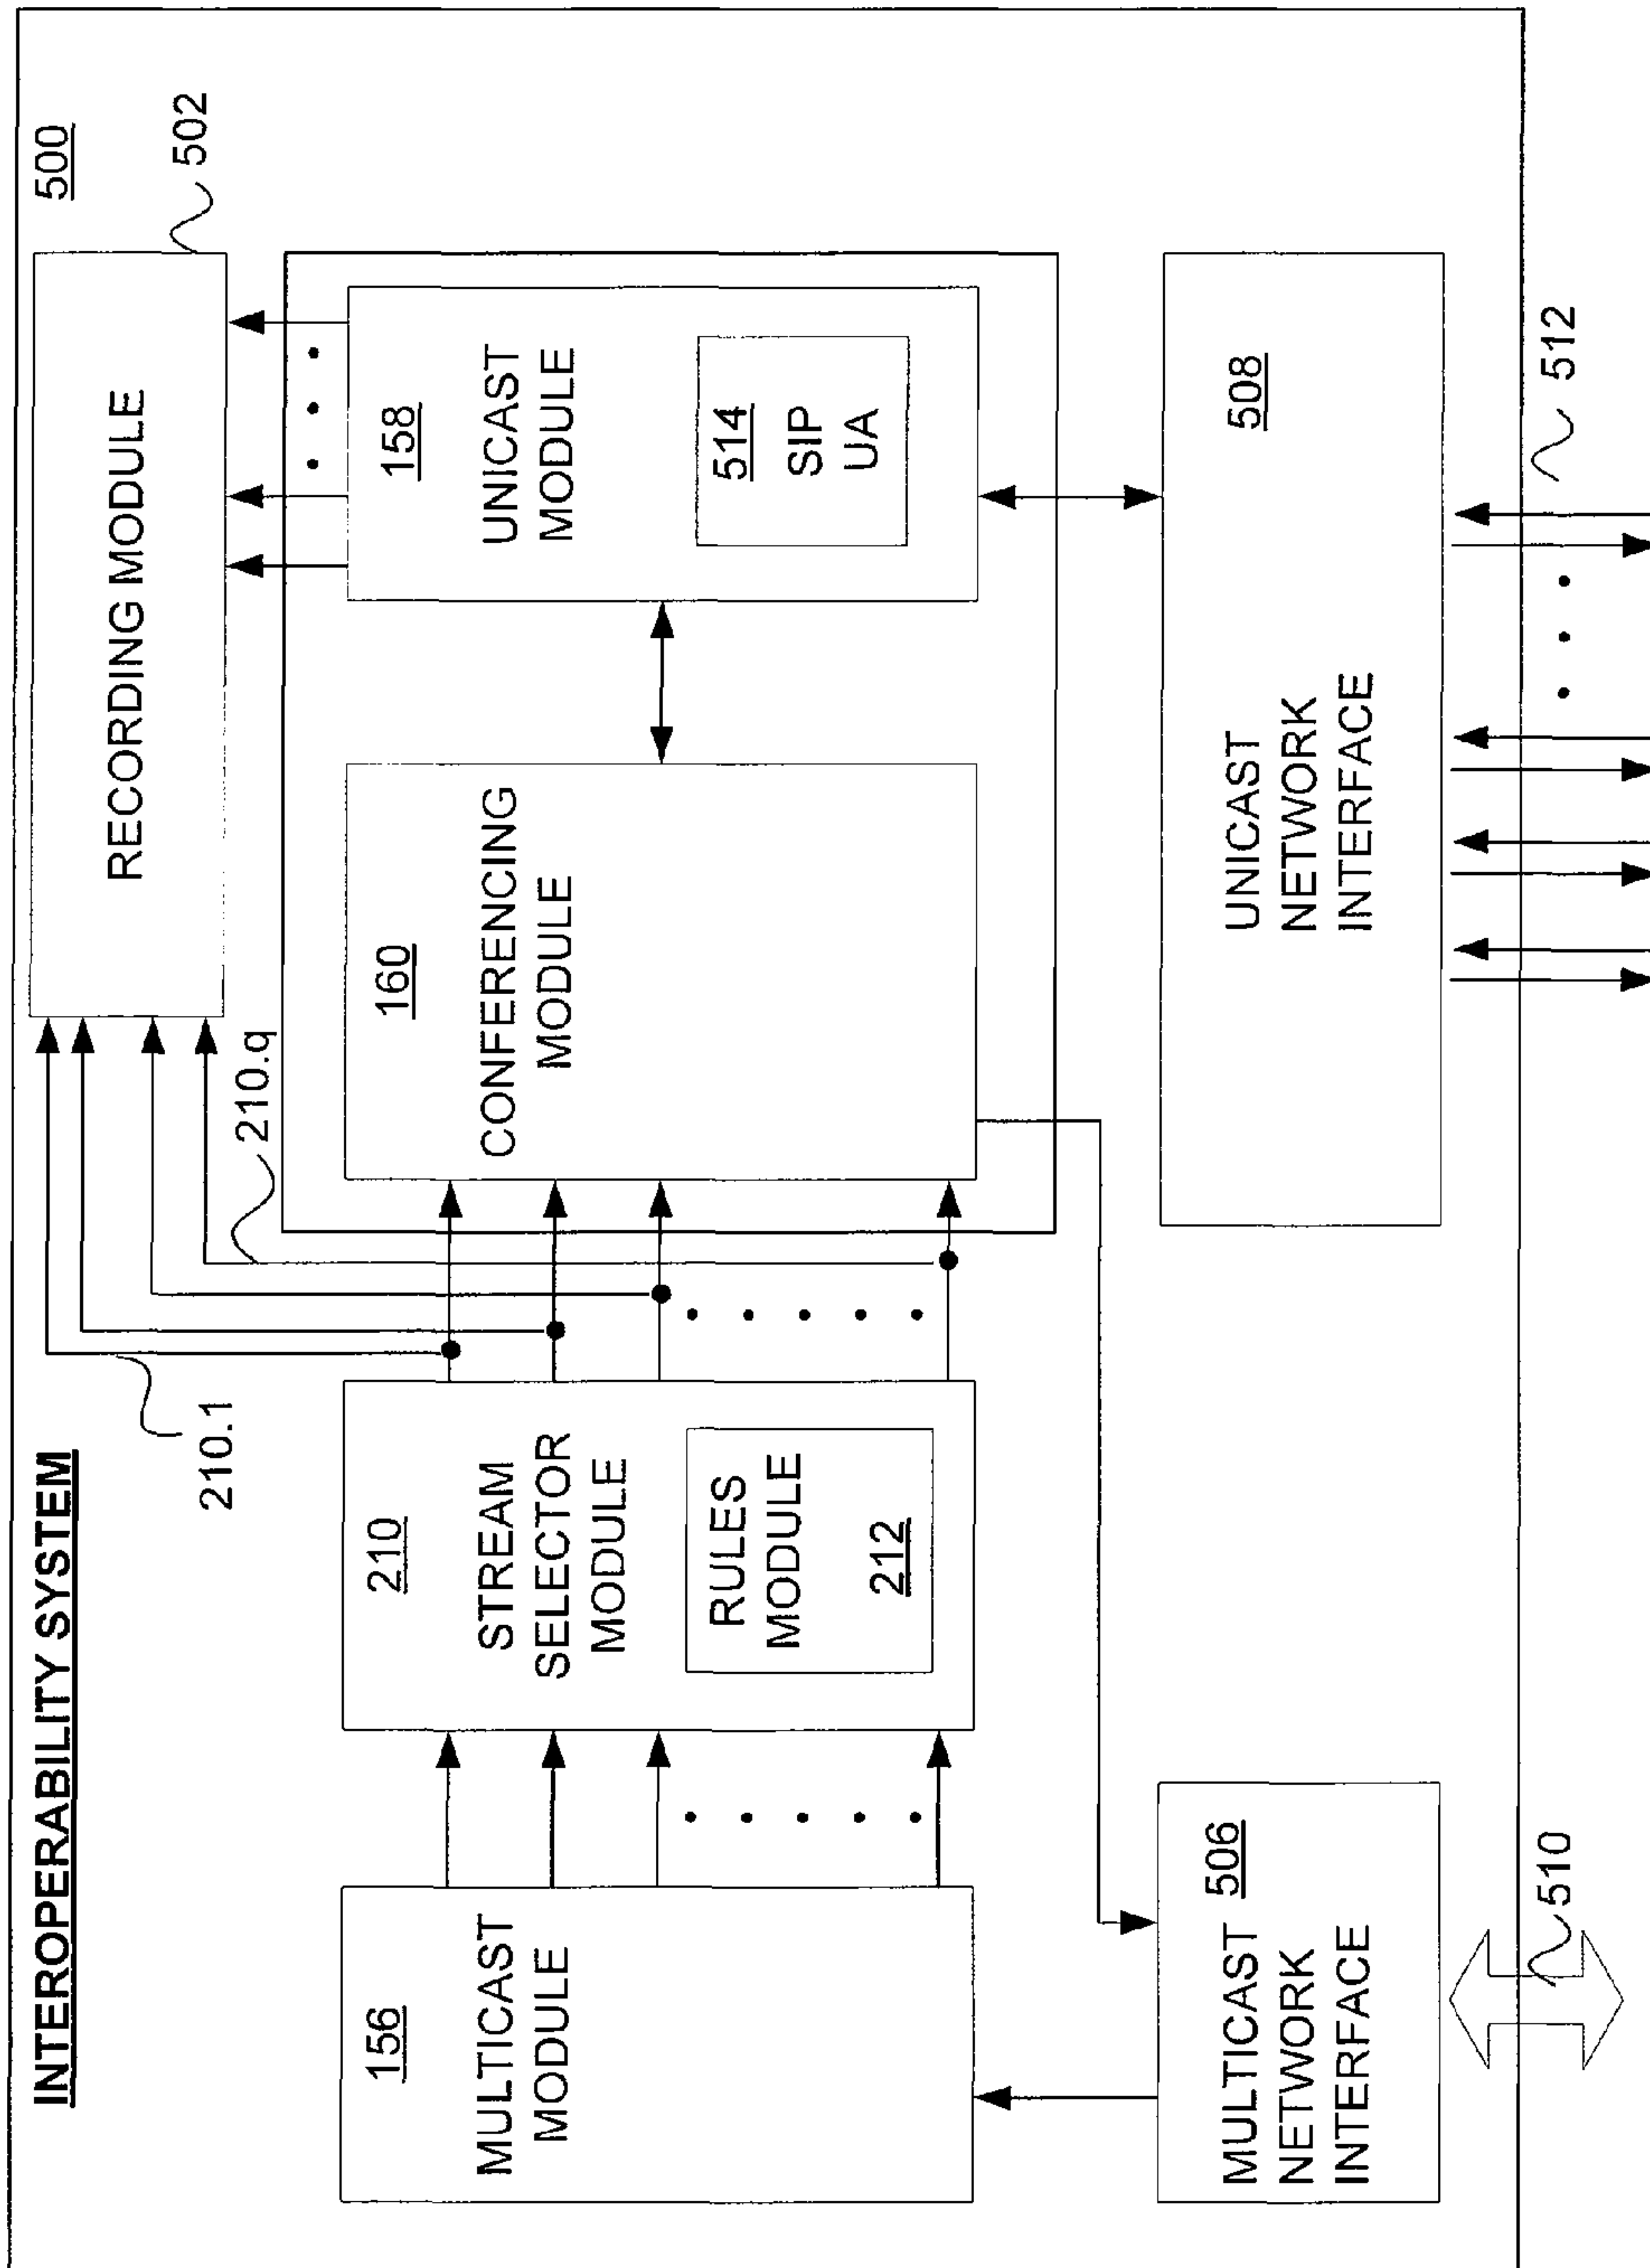 INTEROPERABILITY SYSTEM
500
RECORDING MODULE
502
210.1
210.q
156
MULTICAST
MODULE
210
STREAM
SELECTOR
MODULE
RULES
MODULE
212
160
CONFERENCING
MODULE
158
UNICAST
MODULE
514
SIP
UA
MULTICAST 506
NETWORK
INTERFACE
508
UNICAST
NETWORK
INTERFACE
510
512